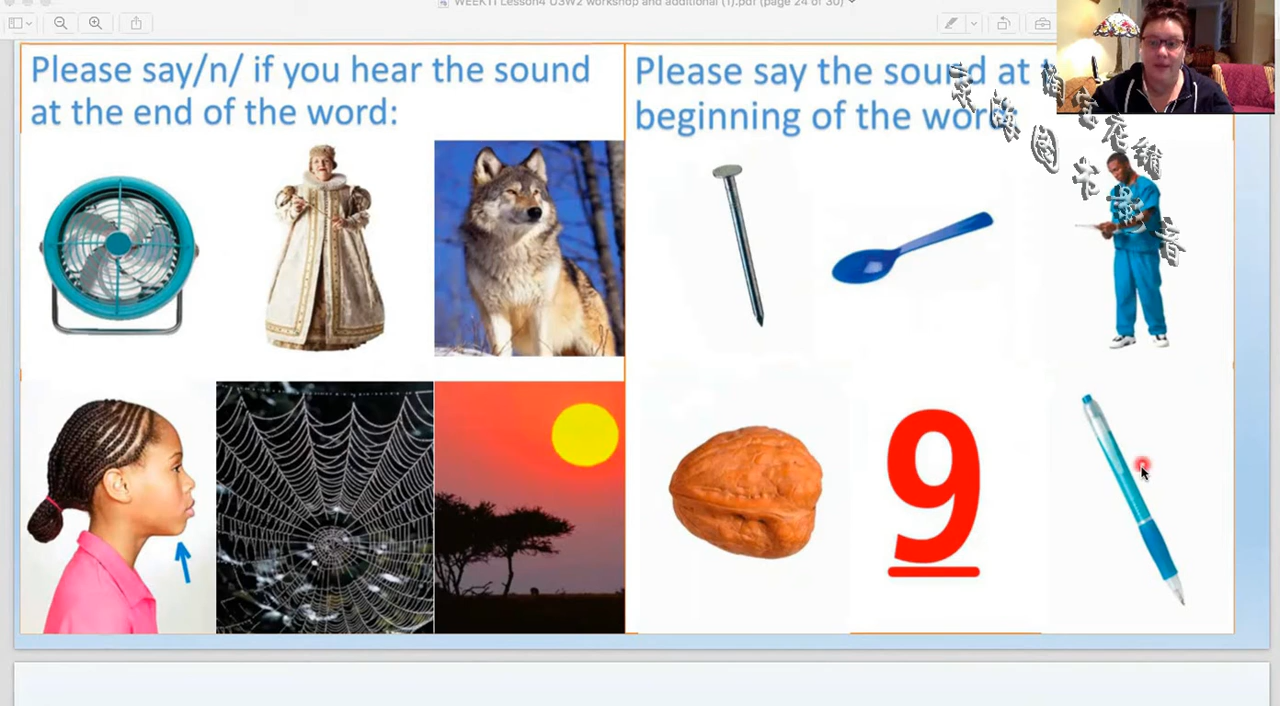 WEEK11 Lesson4 U3W2 workshop and additional (1).pdf (page 24 of 30)
Please say/n/ if you hear the sound
at the end of the word:
Please say the sound at
beginning of the word
9